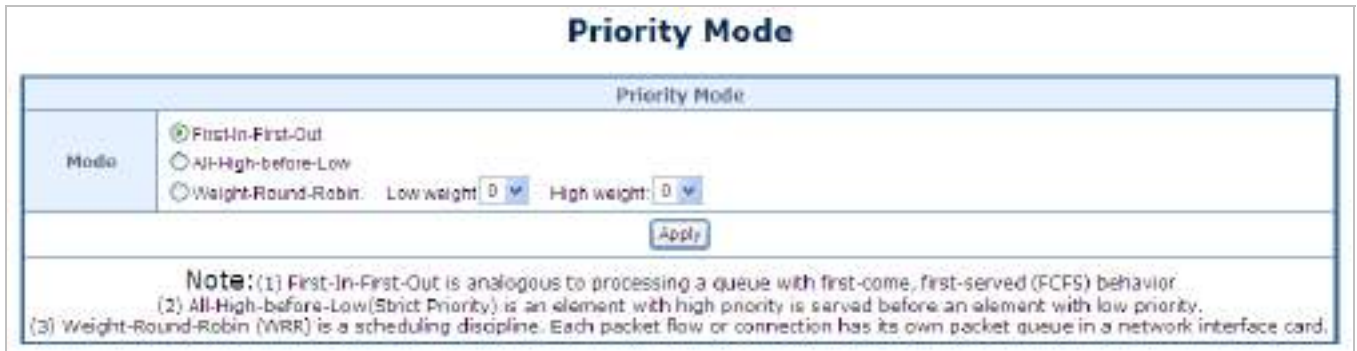 Priority Mode
Priority Mode
Mode
First-In-First-Out
All-High-before-Low
Weight-Round-Robin. Low weight: 0 High weight: 0
Apply
Note:(1) First-In-First-Out is analogous to processing a queue with first-come, first-served (FCFS) behavior
(2) All-High-before-Low(Strict Priority) is an element with high priority is served before an element with low priority.
(3) Weight-Round-Robin (WRR) is a scheduling discipline. Each packet flow or connection has its own packet queue in a network interface card.